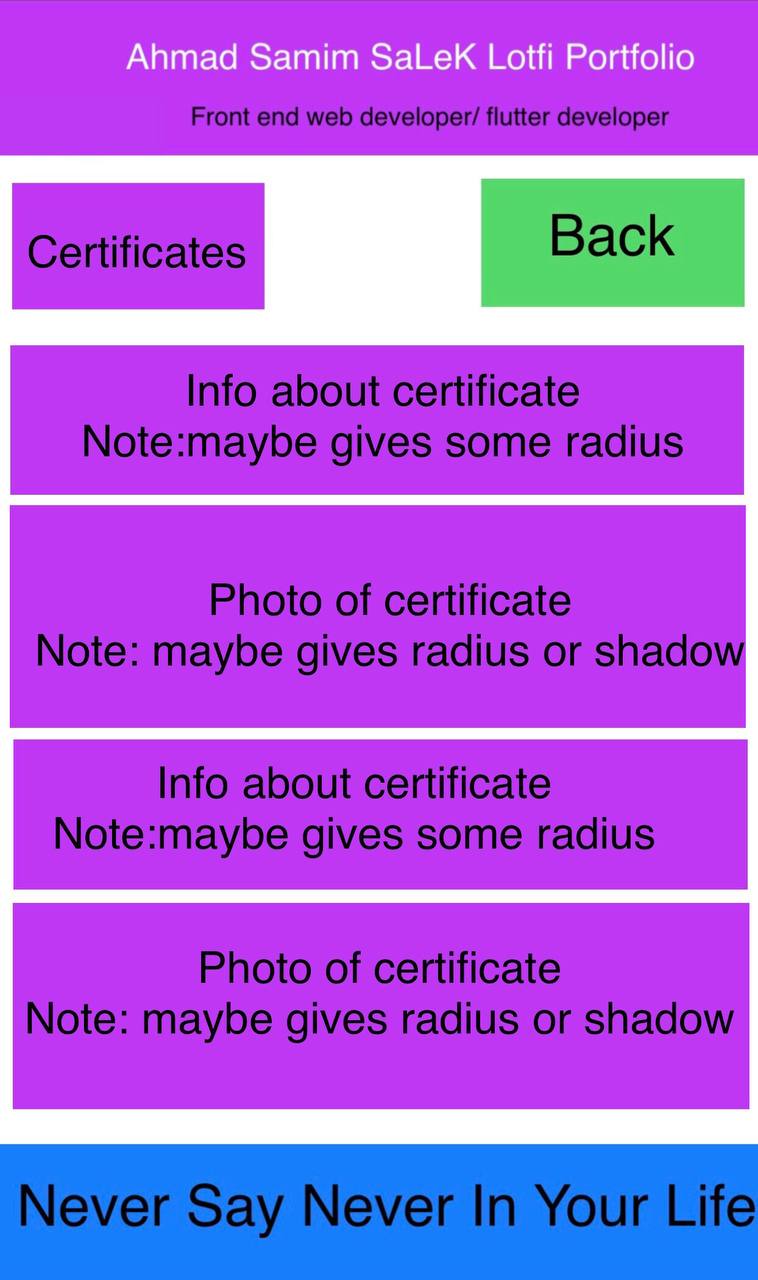 Ahmad Samim SaLeK Lotfi Portfolio
Front end web developer/ flutter developer
Certificates
Back
Info about certificate
Note:maybe gives some radius
Photo of certificate
Note: maybe gives radius or shadow
Info about certificate
Note:maybe gives some radius
Photo of certificate
Note: maybe gives radius or shadow
Never Say Never In Your Life